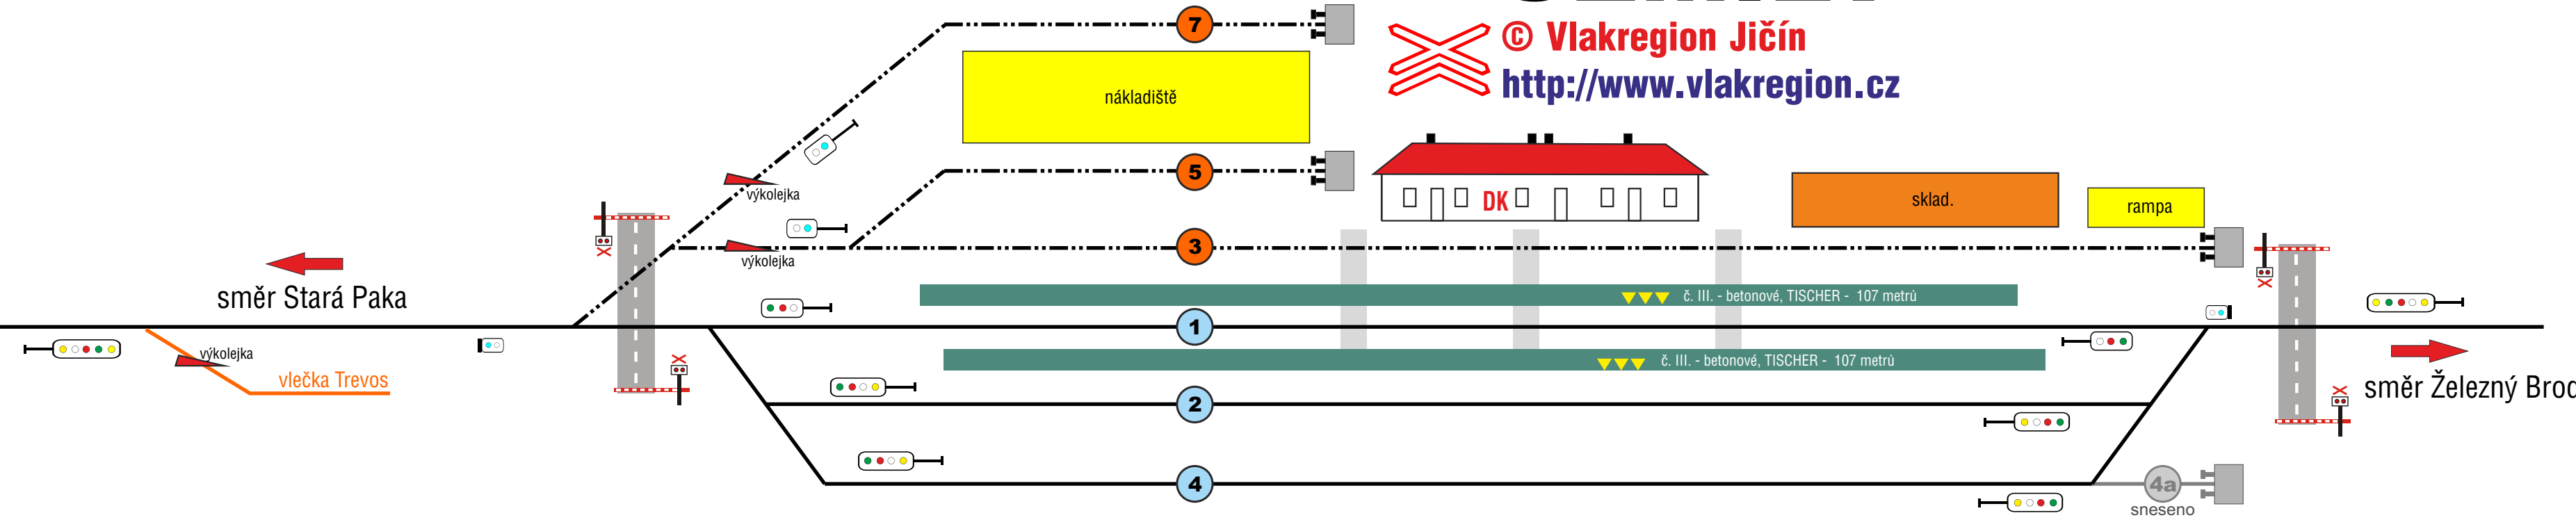 7
© Vlakregion Jičín
http://www.vlakregion.cz
nákladiště
výkolejka
5
DK
sklad.
rampa
3
výkolejka
směr Stará Paka
č. III. - betonové, TISCHER - 107 metrů
1
výkolejka
vlečka Trevos
č. III. - betonové, TISCHER - 107 metrů
směr Železný Brod
2
4
4a
sneseno